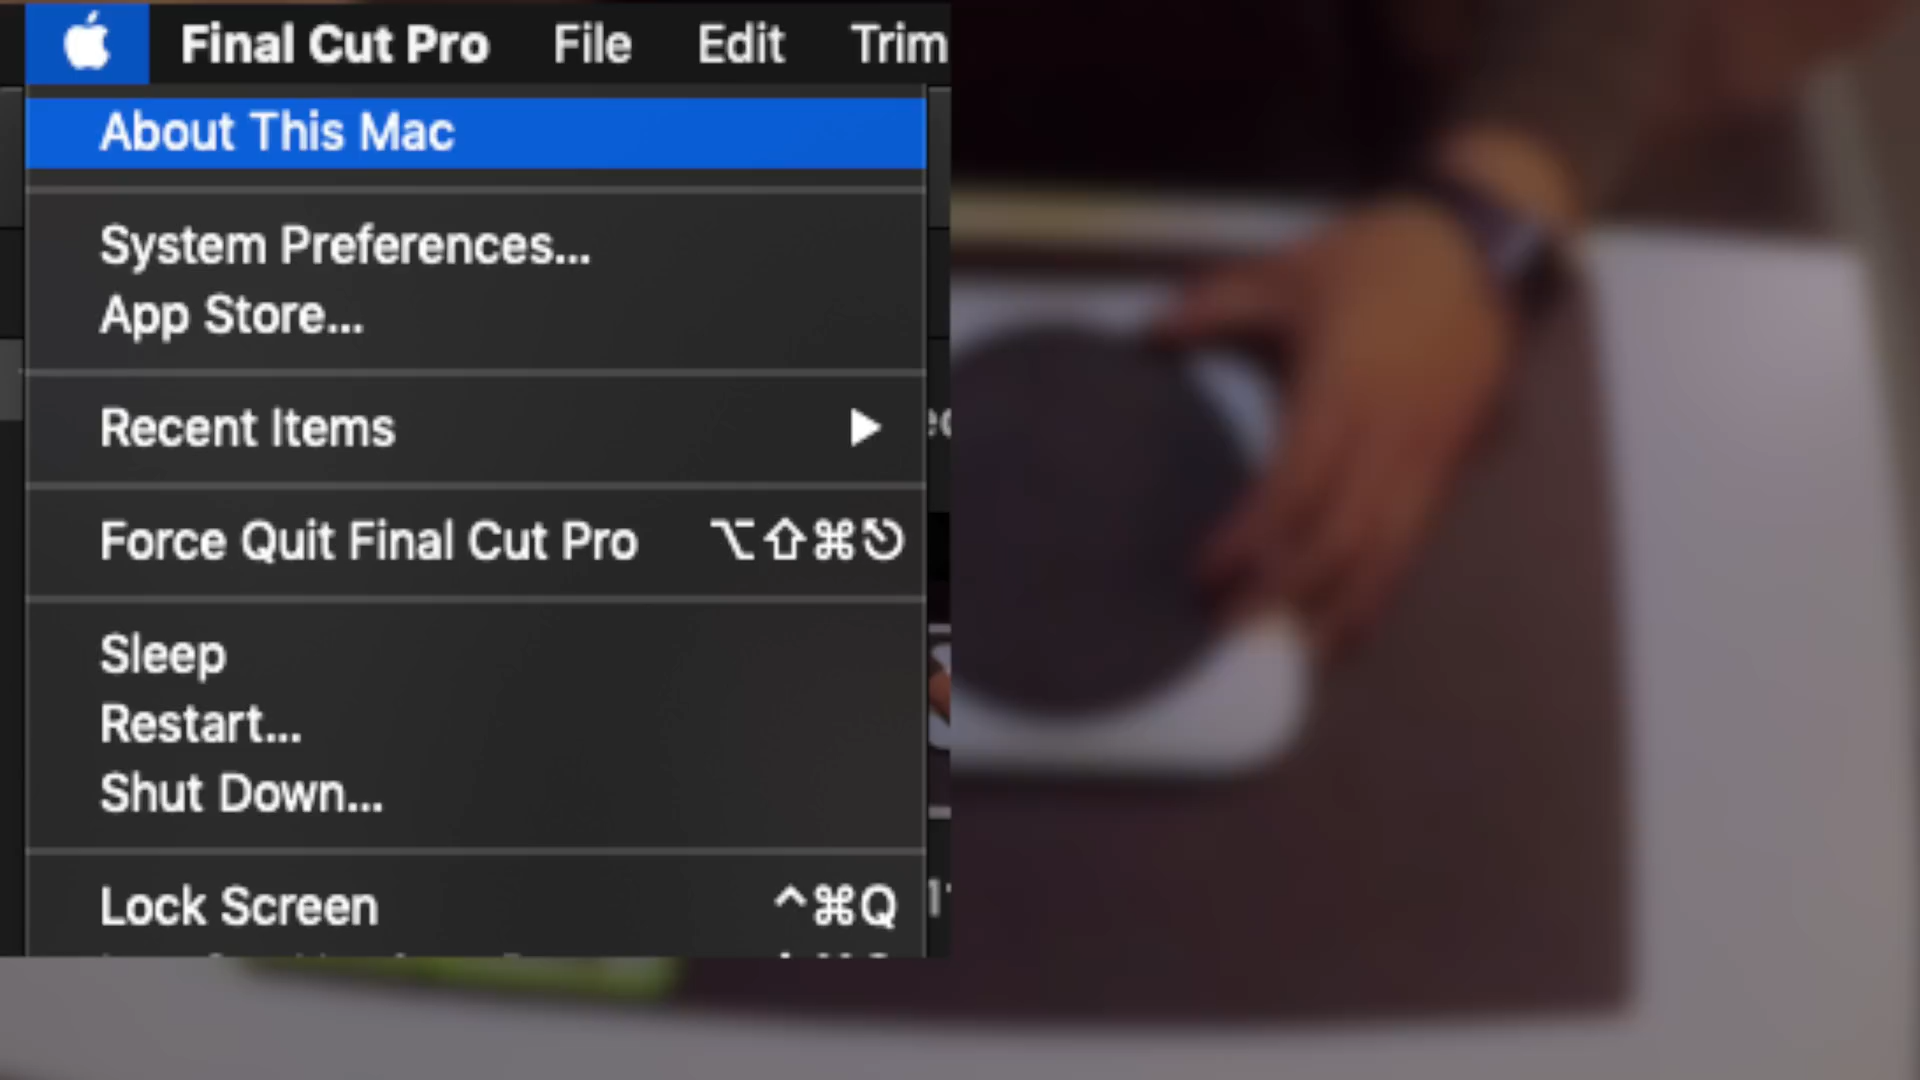 Final Cut Pro File Edit Trim
About This Mac
System Preferences...
App Store...
Recent Items
Force Quit Final Cut Pro ⌥⇧⌘⎋
Sleep
Restart...
Shut Down...
Lock Screen ^⌘Q